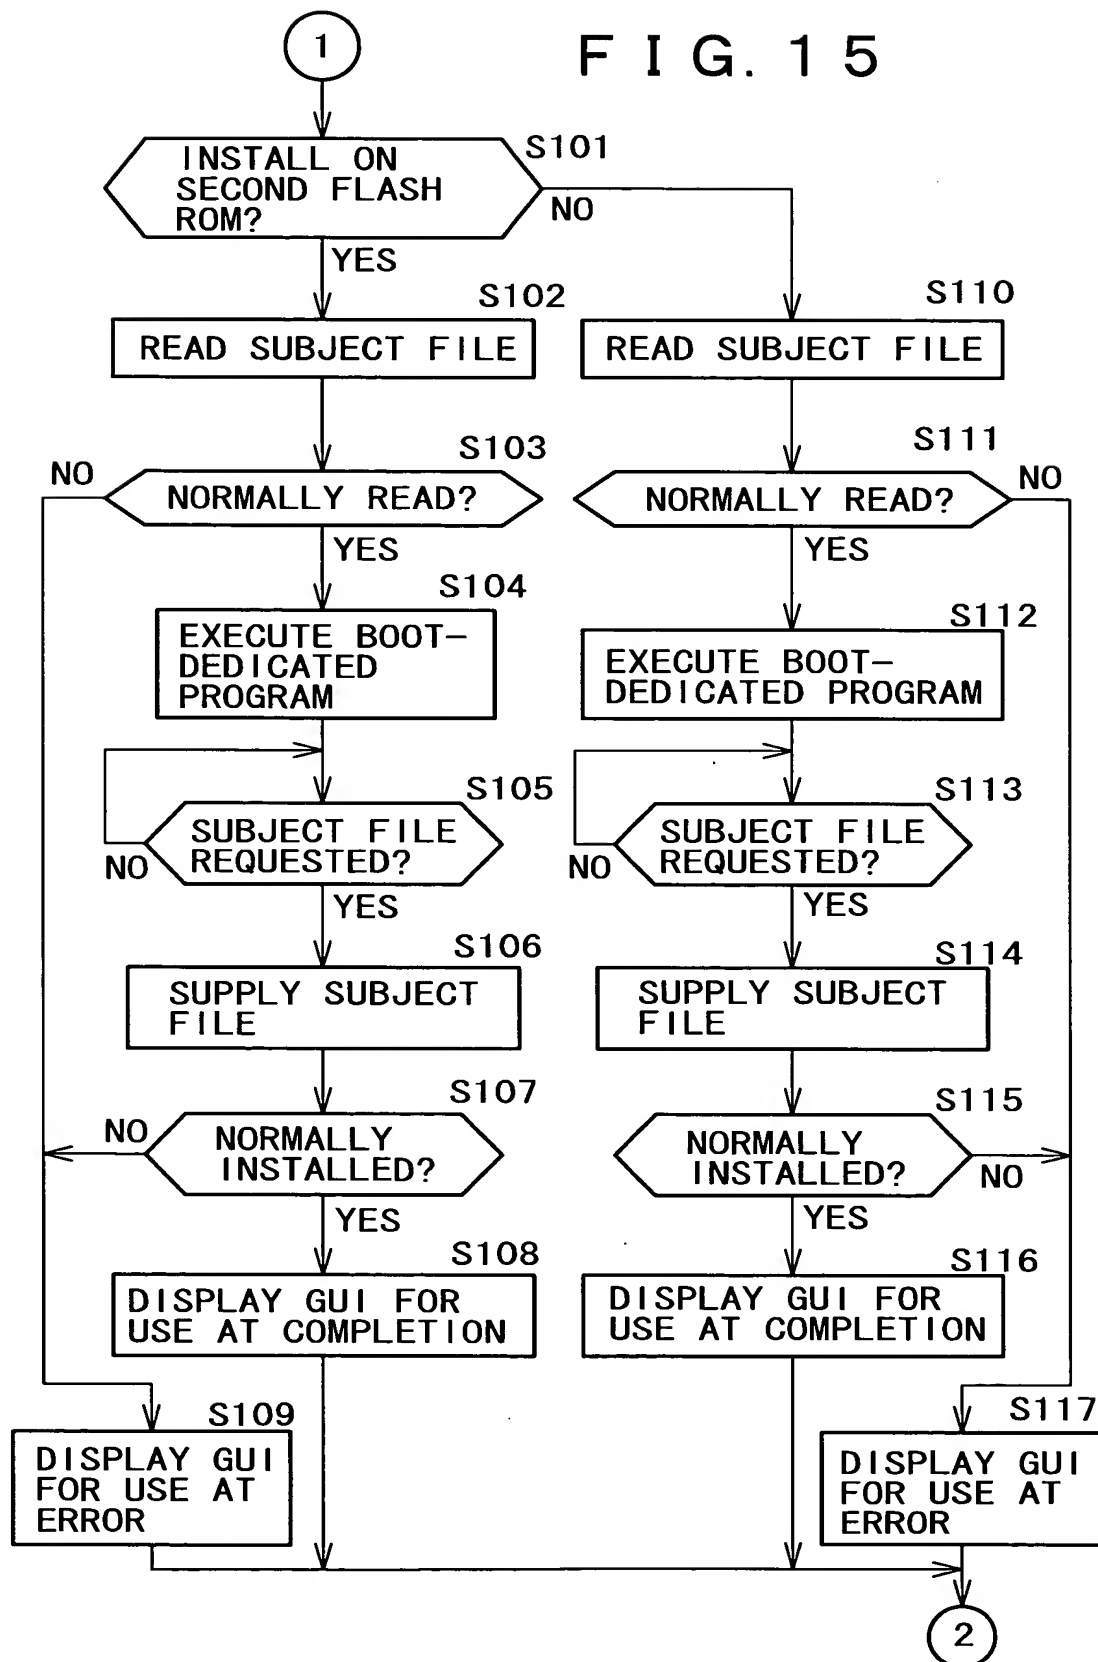 1
FIG. 15
S101
INSTALL ON
SECOND FLASH
ROM?
NO
YES
S102
READ SUBJECT FILE
S110
READ SUBJECT FILE
S103
NO
NORMALLY READ?
YES
S111
NORMALLY READ?
NO
YES
S104
EXECUTE BOOT-
DEDICATED
PROGRAM
S112
EXECUTE BOOT-
DEDICATED PROGRAM
S105
SUBJECT FILE
REQUESTED?
NO
YES
S113
SUBJECT FILE
REQUESTED?
NO
YES
S106
SUPPLY SUBJECT
FILE
S114
SUPPLY SUBJECT
FILE
S107
NO
NORMALLY
INSTALLED?
YES
S115
NORMALLY
INSTALLED?
NO
YES
S108
DISPLAY GUI FOR
USE AT COMPLETION
S116
DISPLAY GUI FOR
USE AT COMPLETION
S109
DISPLAY GUI
FOR USE AT
ERROR
S117
DISPLAY GUI
FOR USE AT
ERROR
2